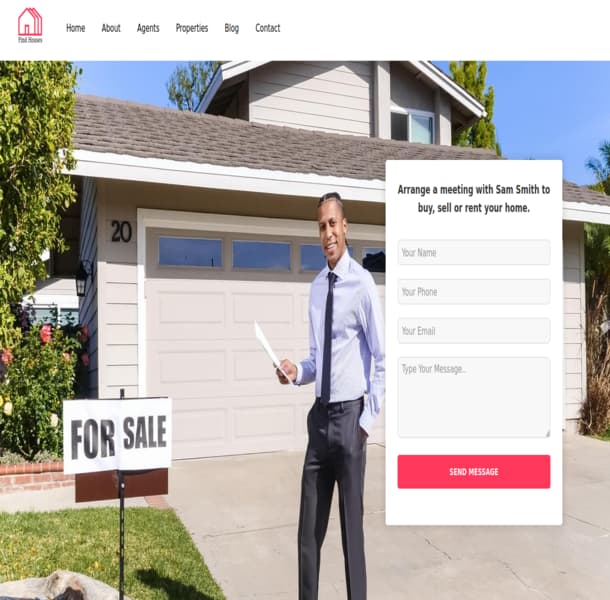 Find Houses
Home
About
Agents
Properties
Blog
Contact
20
Arrange a meeting with Sam Smith to
buy, sell or rent your home.
Your Name
Your Phone
Your Email
Type Your Message..
SEND MESSAGE
FOR SALE